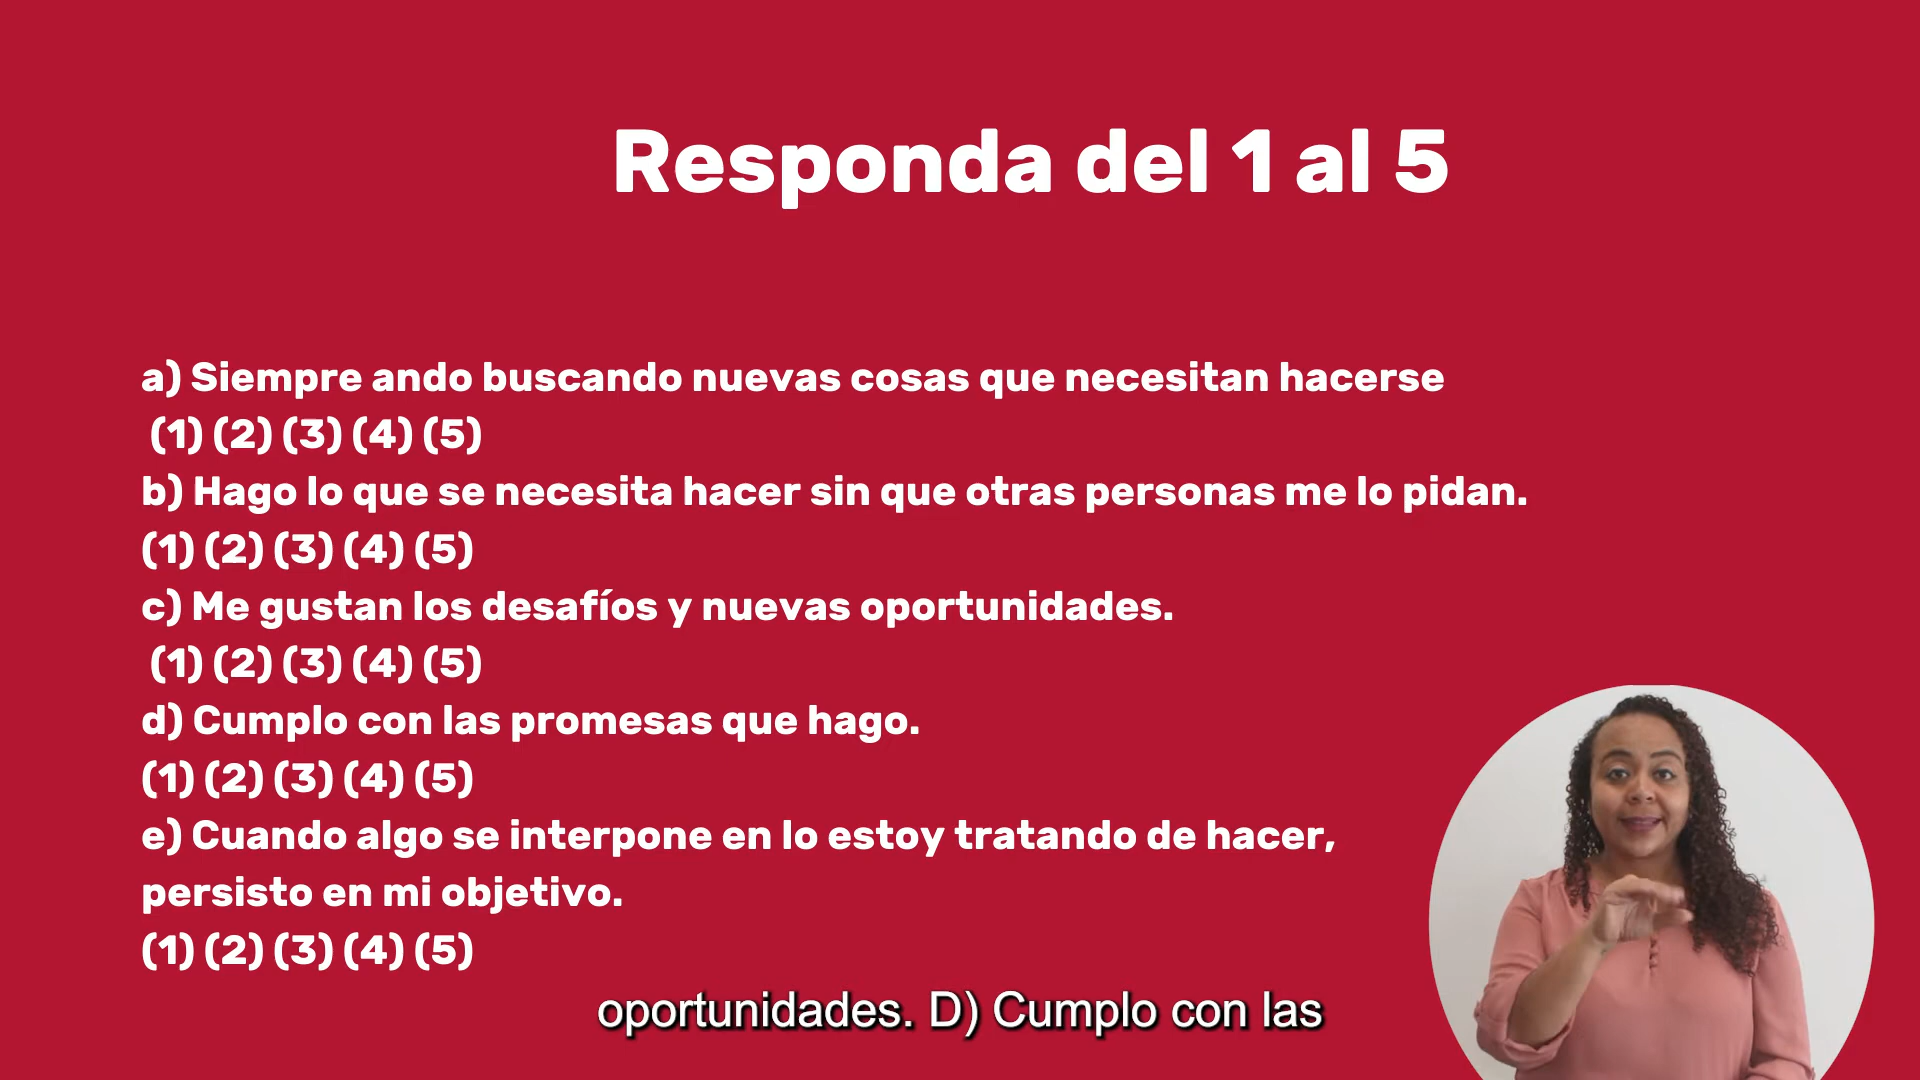 Responda del 1 al 5
a) Siempre ando buscando nuevas cosas que necesitan hacerse
(1) (2) (3) (4) (5)
b) Hago lo que se necesita hacer sin que otras personas me lo pidan.
(1) (2) (3) (4) (5)
c) Me gustan los desafíos y nuevas oportunidades.
(1) (2) (3) (4) (5)
d) Cumplo con las promesas que hago.
(1) (2) (3) (4) (5)
e) Cuando algo se interpone en lo estoy tratando de hacer,
persisto en mi objetivo.
(1) (2) (3) (4) (5)
oportunidades. D) Cumplo con las